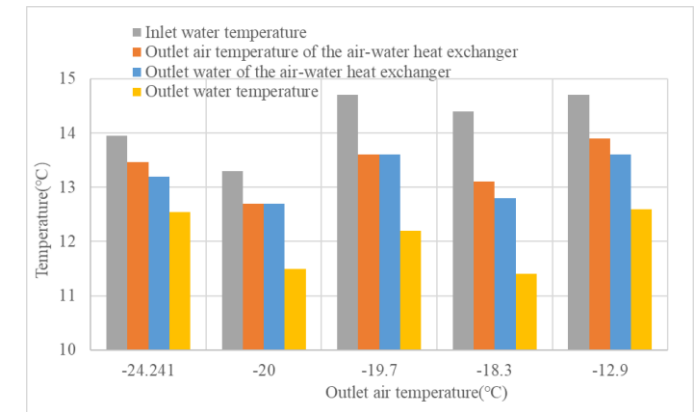 Inlet water temperature
Outlet air temperature of the air-water heat exchanger
Outlet water of the air-water heat exchanger
Outlet water temperature
15
14
13
12
11
10
Temperature(℃)
-24.241 -20 -19.7 -18.3 -12.9
Outlet air temperature(℃)